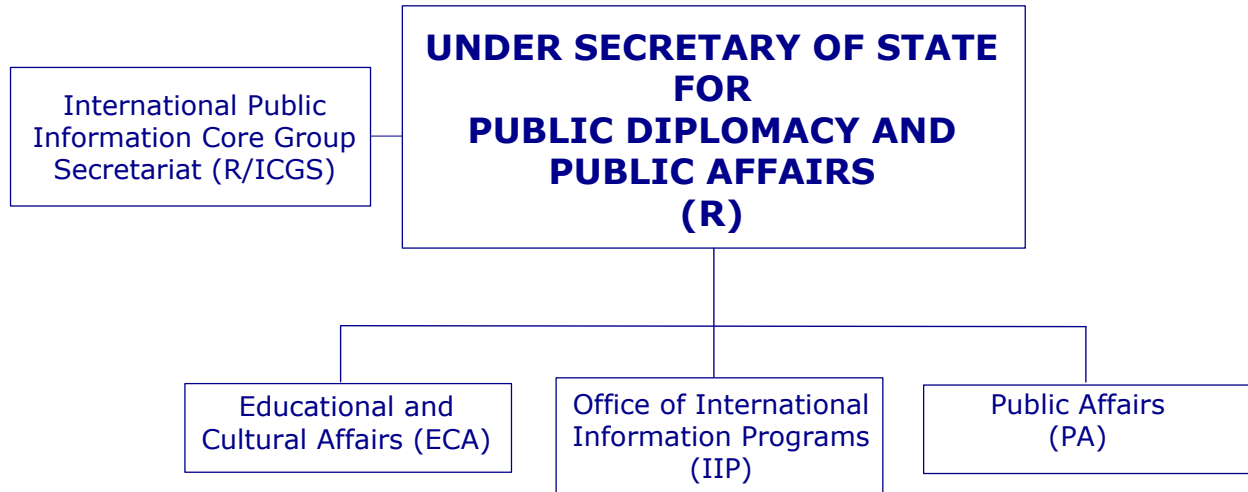 UNDER SECRETARY OF STATE
FOR
PUBLIC DIPLOMACY AND
PUBLIC AFFAIRS
(R)
International Public
Information Core Group
Secretariat (R/ICGS)
Educational and
Cultural Affairs (ECA)
Office of International
Information Programs
(IIP)
Public Affairs
(PA)